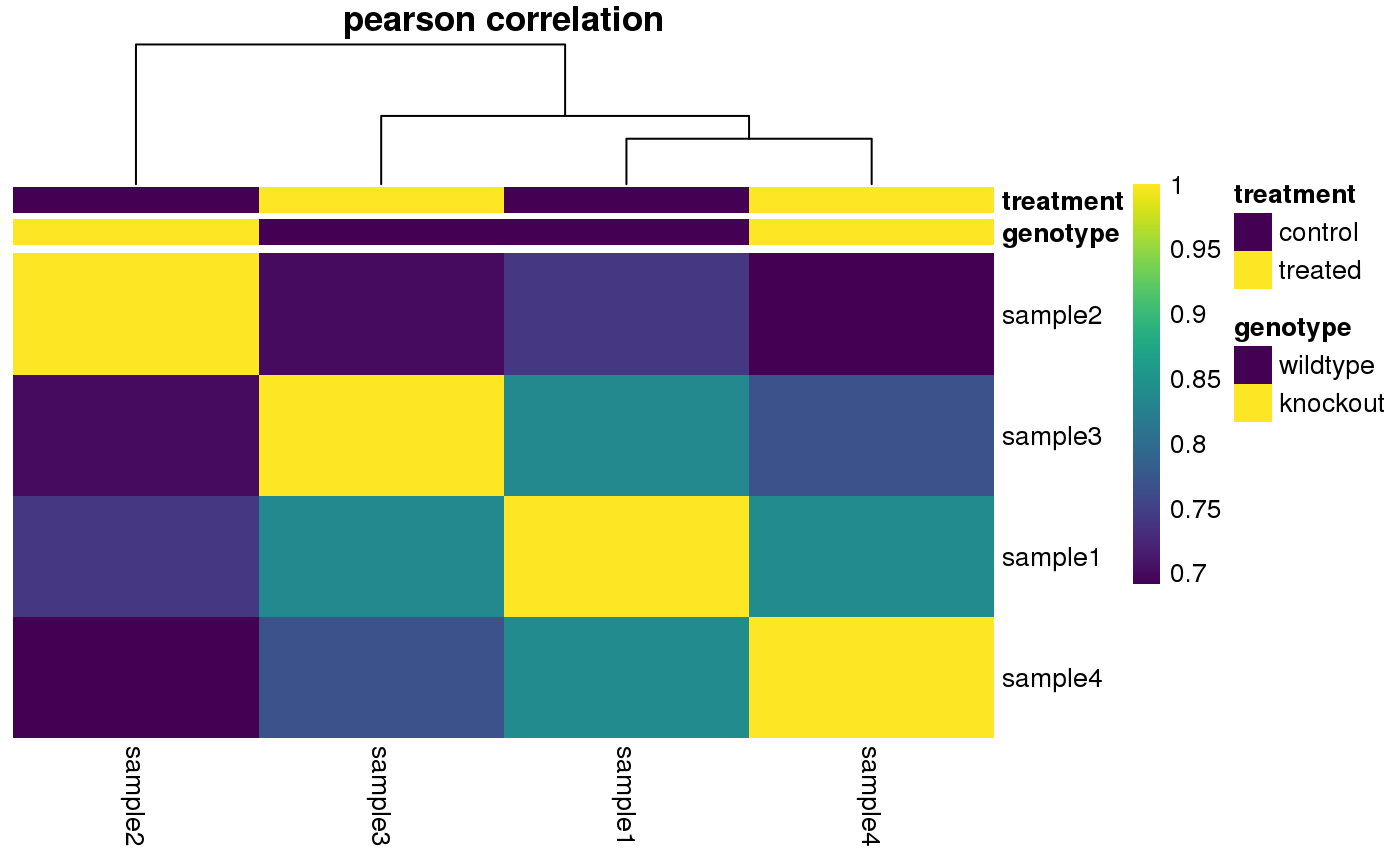 pearson correlation
treatment
genotype
sample2
sample3
sample1
sample4
sample2
sample3
sample1
sample4
1
0.95
0.9
0.85
0.8
0.75
0.7
treatment
control
treated
genotype
wildtype
knockout